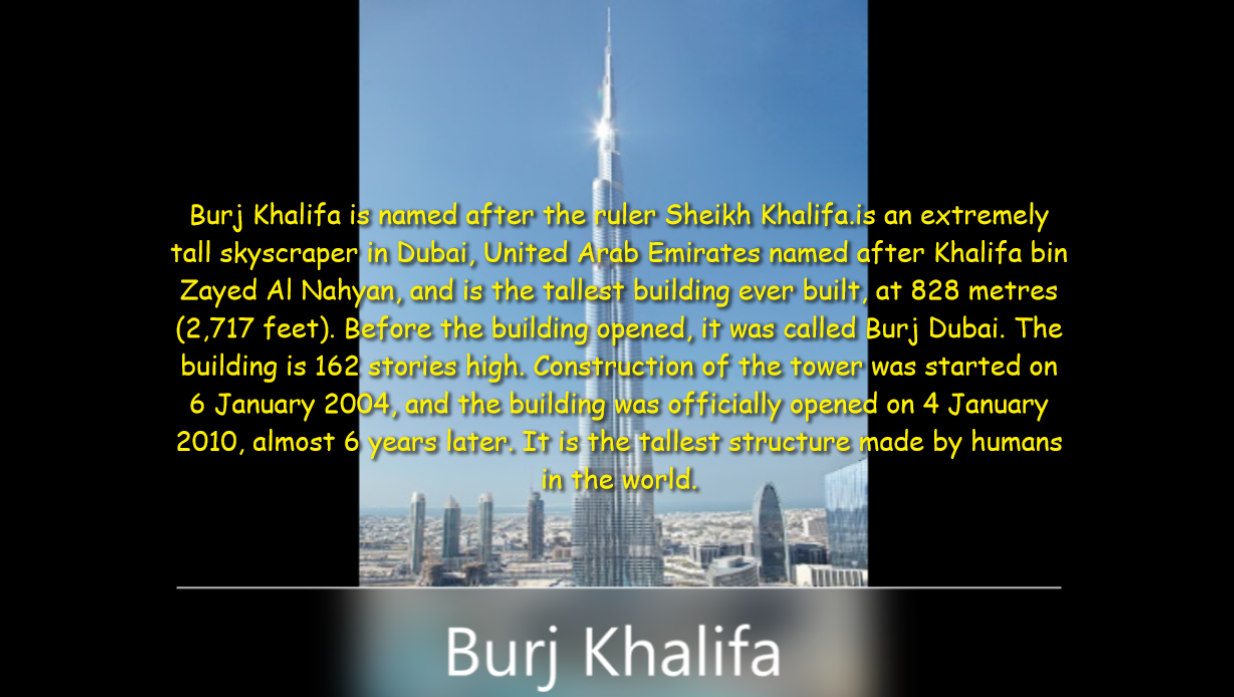 Burj Khalifa is named after the ruler Sheikh Khalifa.is an extremely
tall skyscraper in Dubai, United Arab Emirates named after Khalifa bin
Zayed Al Nahyan, and is the tallest building ever built, at 828 metres
(2,717 feet). Before the building opened, it was called Burj Dubai. The
building is 162 stories high. Construction of the tower was started on
6 January 2004, and the building was officially opened on 4 January
2010, almost 6 years later. It is the tallest structure made by humans
in the world.
Burj Khalifa